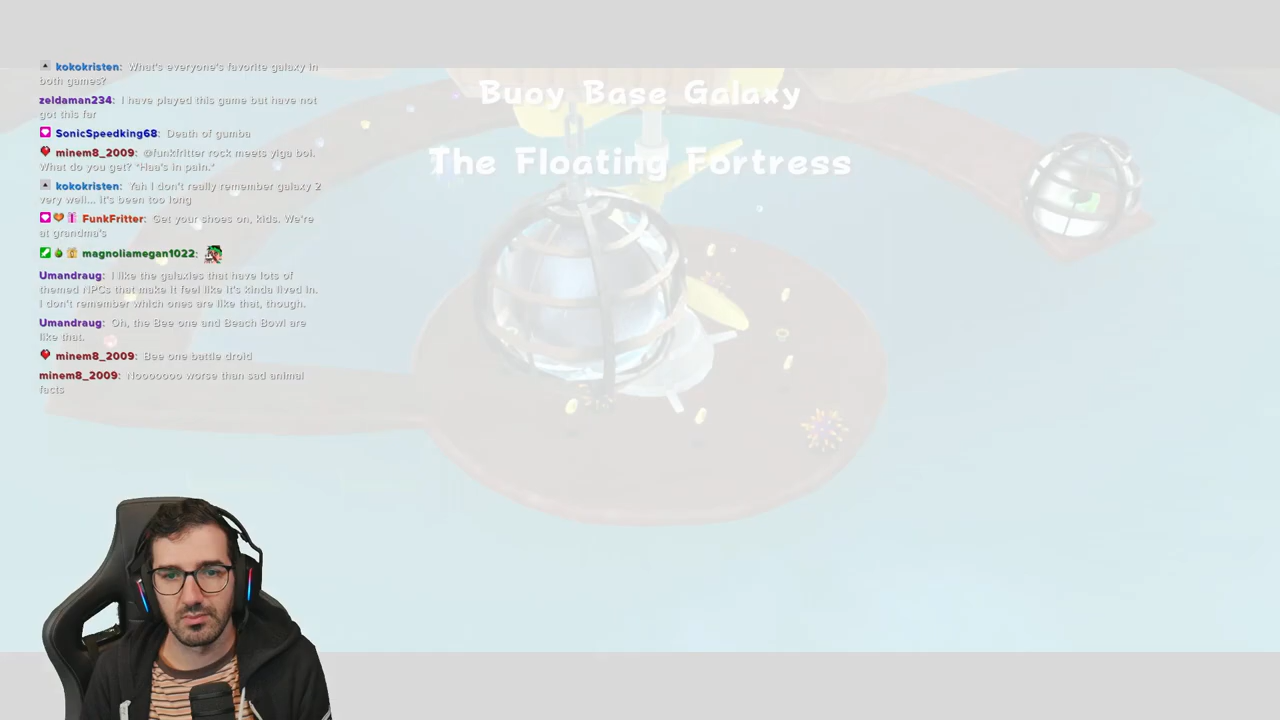 kokokristen: What's everyone's favorite galaxy in
both games?
zeldaman234: I have played this game but have not
got this far
SonicSpeedking68: Death of gumba
minem8_2009: @funkfritter rock meets yiga boi.
What do you get? *Haa's in pain.*
kokokristen: Yah I don't really remember galaxy 2
very well... it's been too long
FunkFritter: Get your shoes on, kids. We're
at grandma's
magnoliamegan1022:
Umandraug: I like the galaxies that have lots of
themed NPCs that make it feel like it's kinda lived in.
I don't remember which ones are like that, though.
Umandraug: Oh, the Bee one and Beach Bowl are
like that.
minem8_2009: Bee one battle droid
minem8_2009: Nooooooo worse than sad animal
facts
Buoy Base Galaxy
The Floating Fortress